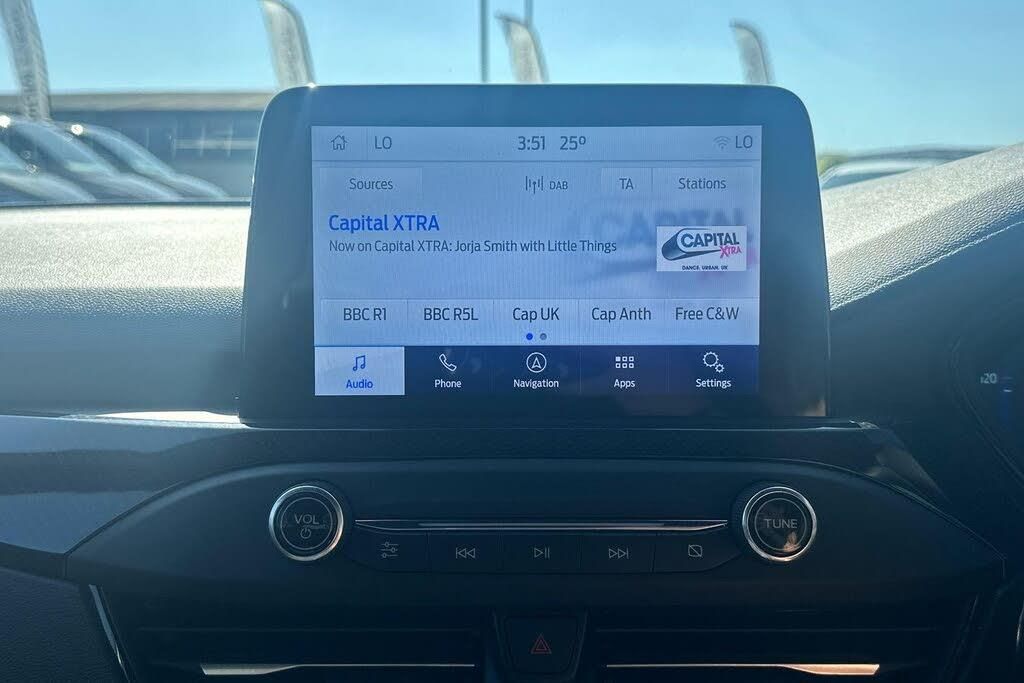 LO 3:51 25º LO
Sources DAB TA Stations
Capital XTRA
Now on Capital XTRA: Jorja Smith with Little Things
CAPITAL
XTRA
DANCE. URBAN. UK
BBC R1 BBC R5L Cap UK Cap Anth Free C&W
Audio Phone Navigation Apps Settings
120
VOL
TUNE